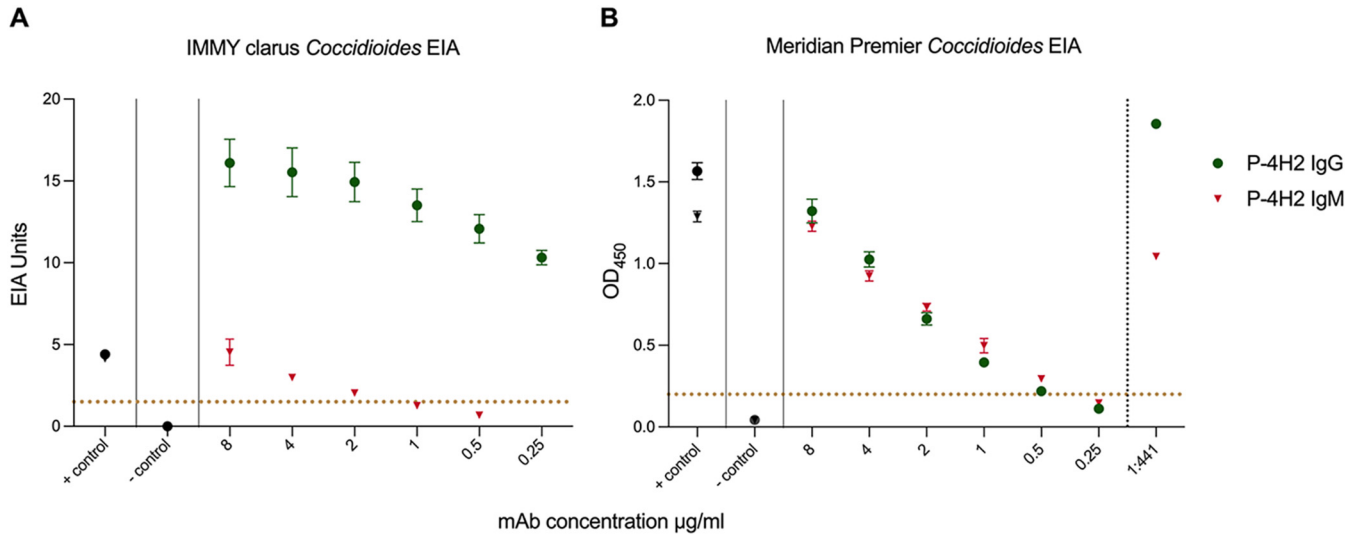 A
IMMY clarus Coccidioides EIA
20
15
10
5
0
EIA Units
+ control
- control
8
4
2
1
0.5
0.25
B
Meridian Premier Coccidioides EIA
2.0
1.5
1.0
0.5
0.0
OD450
+ control
- control
8
4
2
1
0.5
0.25
1:441
P-4H2 IgG
P-4H2 IgM
mAb concentration µg/ml